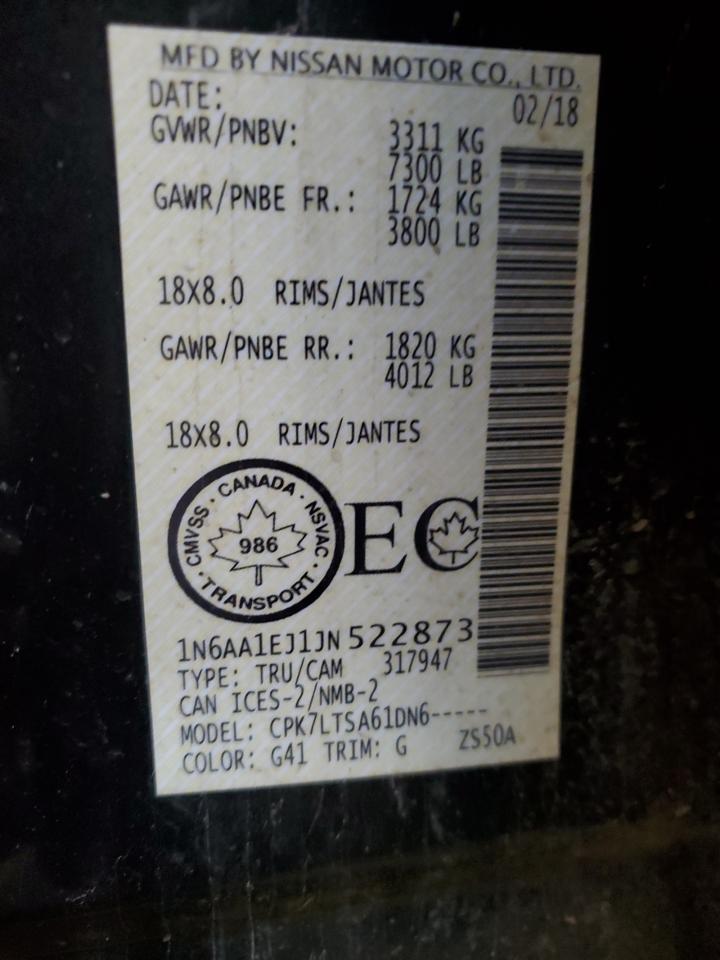 MFD BY NISSAN MOTOR CO., LTD.
DATE: 02/18
GVWR/PNBV: 3311 KG
7300 LB
GAWR/PNBE FR.: 1724 KG
3800 LB
18X8.0 RIMS/JANTES
GAWR/PNBE RR.: 1820 KG
4012 LB
18X8.0 RIMS/JANTES
CMVSS · CANADA · NSVAC · TRANSPORT ·
986
EC
1N6AA1EJ1JN522873
TYPE: TRU/CAM 317947
CAN ICES-2/NMB-2
MODEL: CPK7LTSA61DN6-----
COLOR: G41 TRIM: G ZS50A